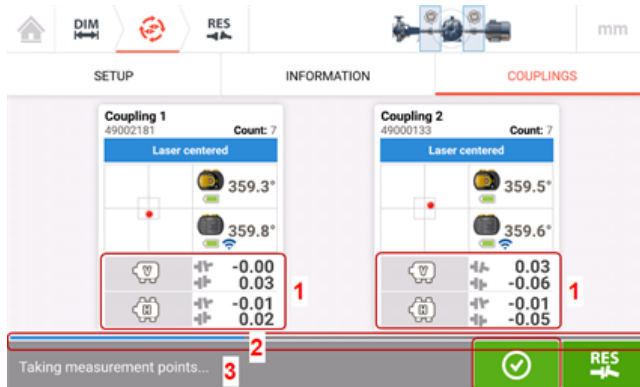 DIM
RES
mm
SETUP INFORMATION COUPLINGS
Coupling 1
49002181 Count: 7
Laser centered
359.3°
359.8°
V -0.00
0.03
H -0.01
0.02
1
Coupling 2
49000133 Count: 7
Laser centered
359.5°
359.6°
V 0.03
-0.06
H -0.01
-0.05
1
2
Taking measurement points... 3
RES